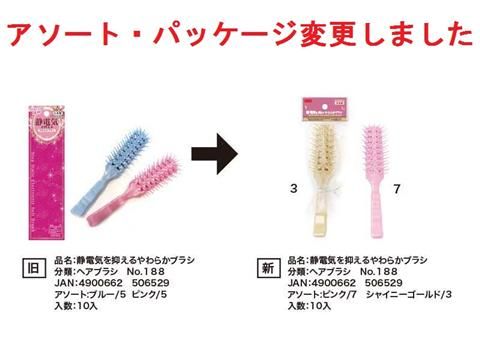 アソート・パッケージ変更しました
静電気
3
7
旧
品名:静電気を抑えるやわらかブラシ
分類:ヘアブラシ　No.188
JAN:4900662　506529
アソート:ブルー/5 ピンク/5
入数:10入
新
品名:静電気を抑えるやわらかブラシ
分類:ヘアブラシ　No.188
JAN:4900662　506529
アソート:ピンク/7　シャイニーゴールド/3
入数:10入